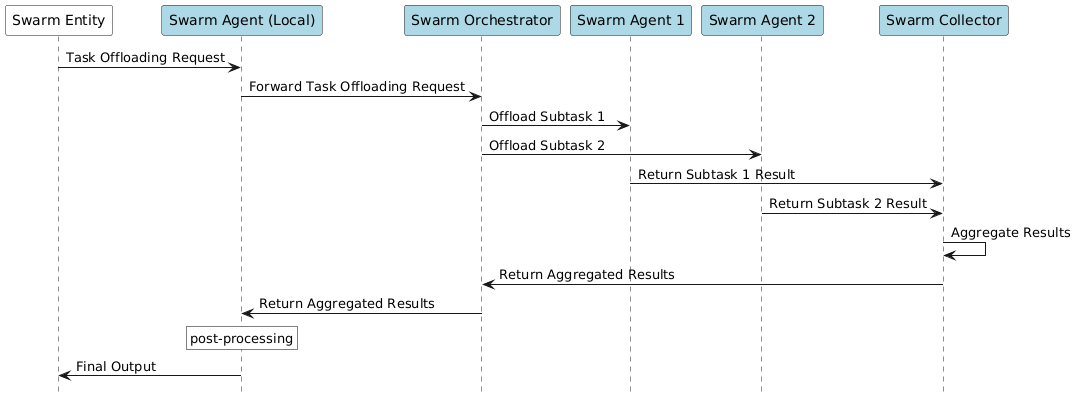 Swarm Entity
Swarm Agent (Local)
Swarm Orchestrator
Swarm Agent 1
Swarm Agent 2
Swarm Collector
Task Offloading Request
Forward Task Offloading Request
Offload Subtask 1
Offload Subtask 2
Return Subtask 1 Result
Return Subtask 2 Result
Aggregate Results
Return Aggregated Results
Return Aggregated Results
post-processing
Final Output